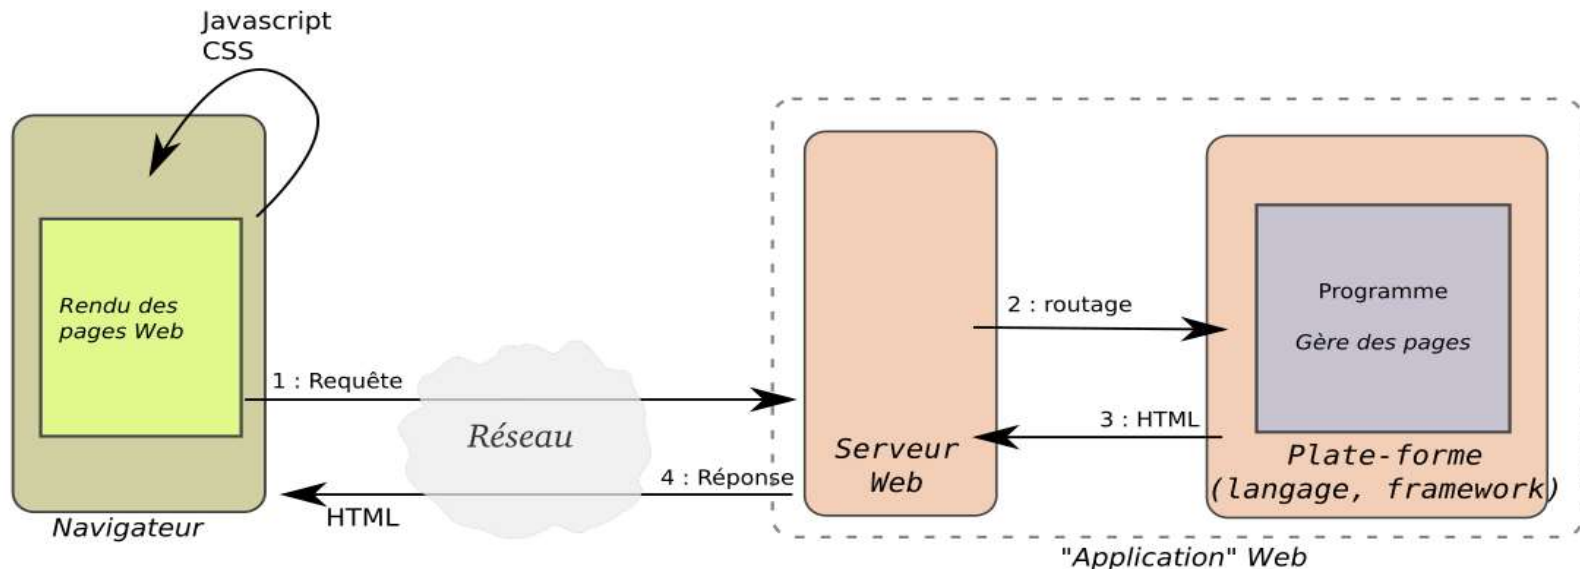 Javascript
CSS
Rendu des
pages Web
1 : Requête
Réseau
4 : Réponse
HTML
Navigateur
2 : routage
3 : HTML
Serveur
Web
Programme
Gère des pages
Plate-forme
(langage, framework)
"Application" Web